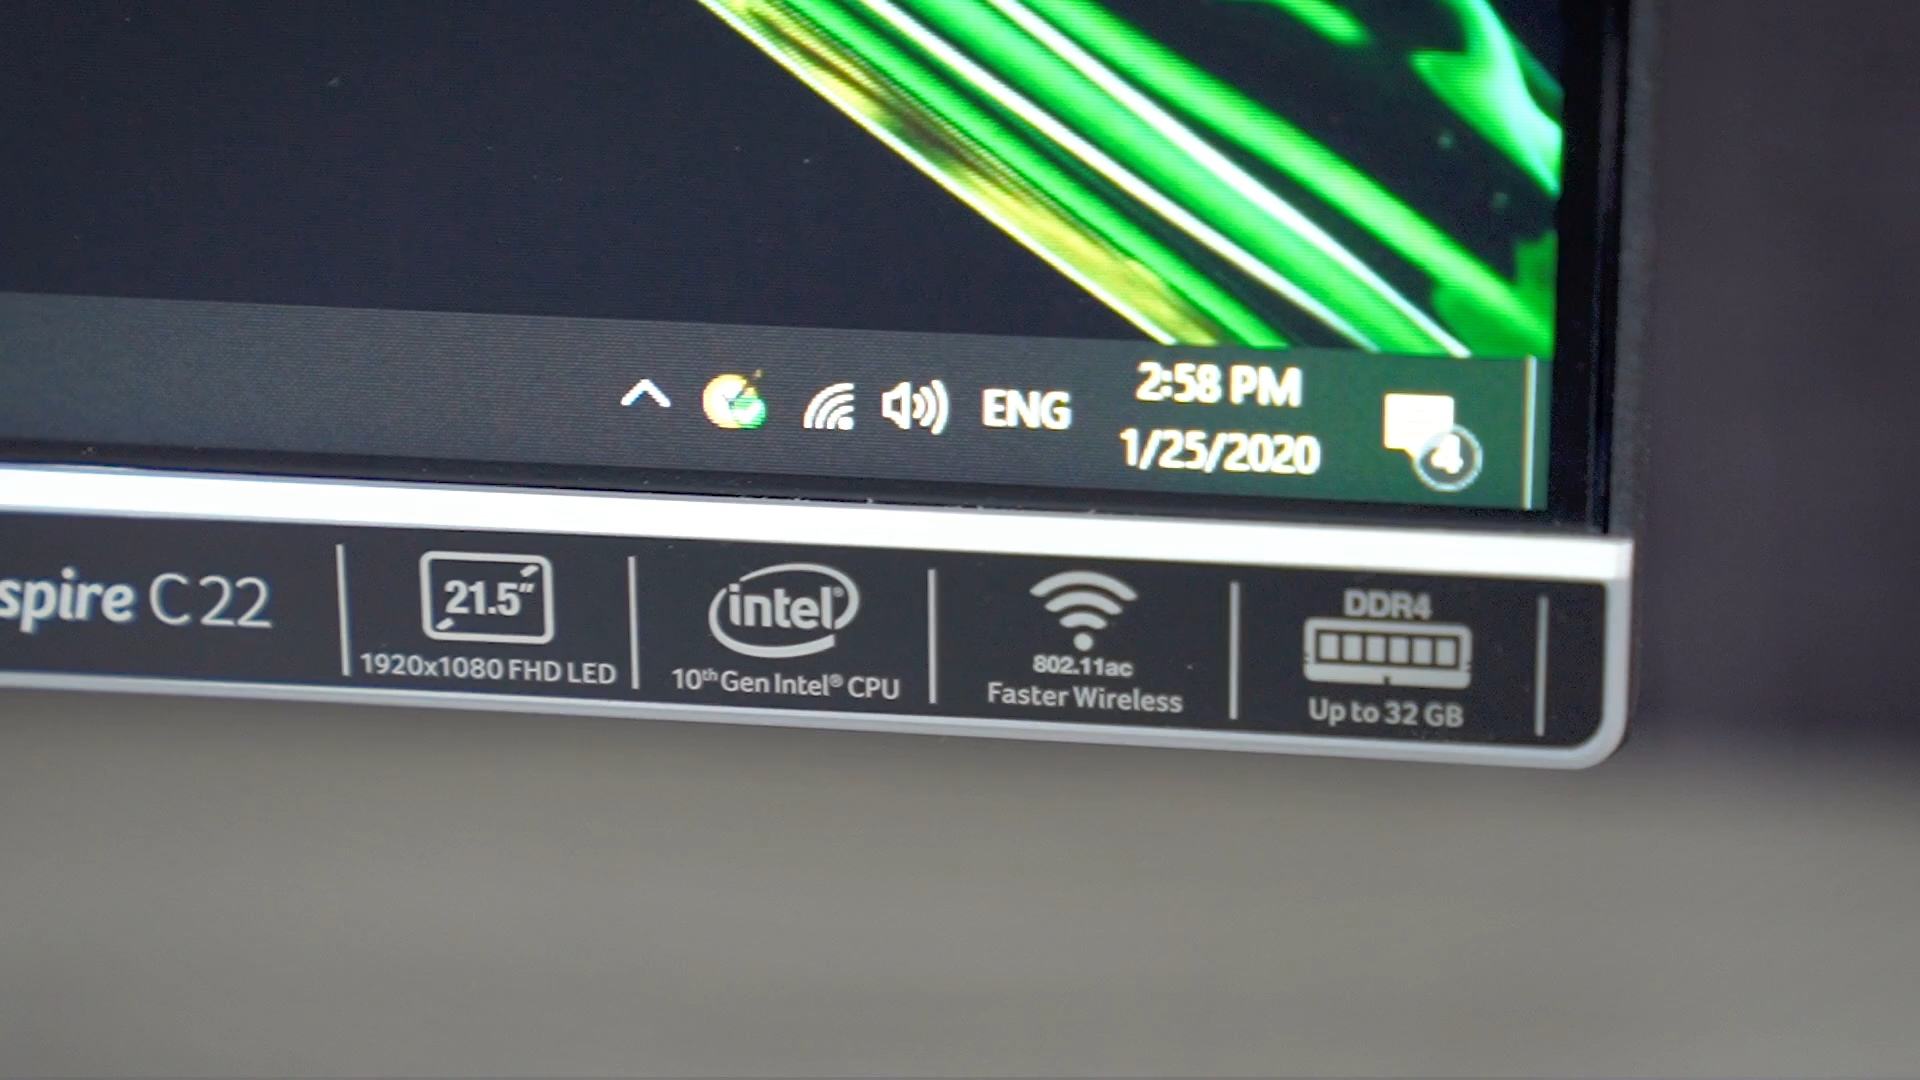 ENG
2:58 PM
1/25/2020
4
spire C22
21.5"
1920x1080 FHD LED
intel®
10th Gen Intel® CPU
802.11ac
Faster Wireless
DDR4
Up to 32 GB